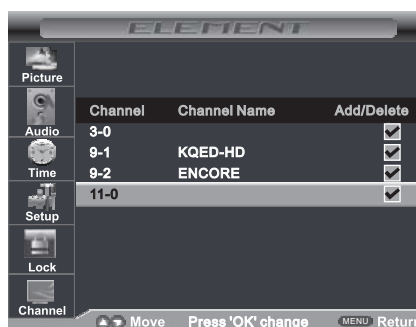 ELEMENT
Picture
Audio
Time
Setup
Lock
Channel
Channel Channel Name Add/Delete
3-0
9-1 KQED-HD
9-2 ENCORE
11-0
Move Press 'OK' change MENU Return